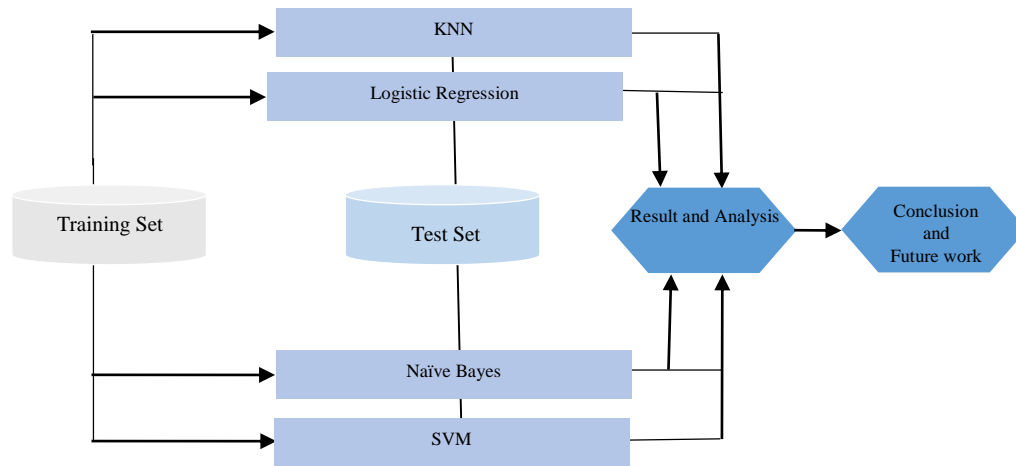 KNN
Logistic Regression
Training Set
Test Set
Result and Analysis
Conclusion
and
Future work
Naïve Bayes
SVM